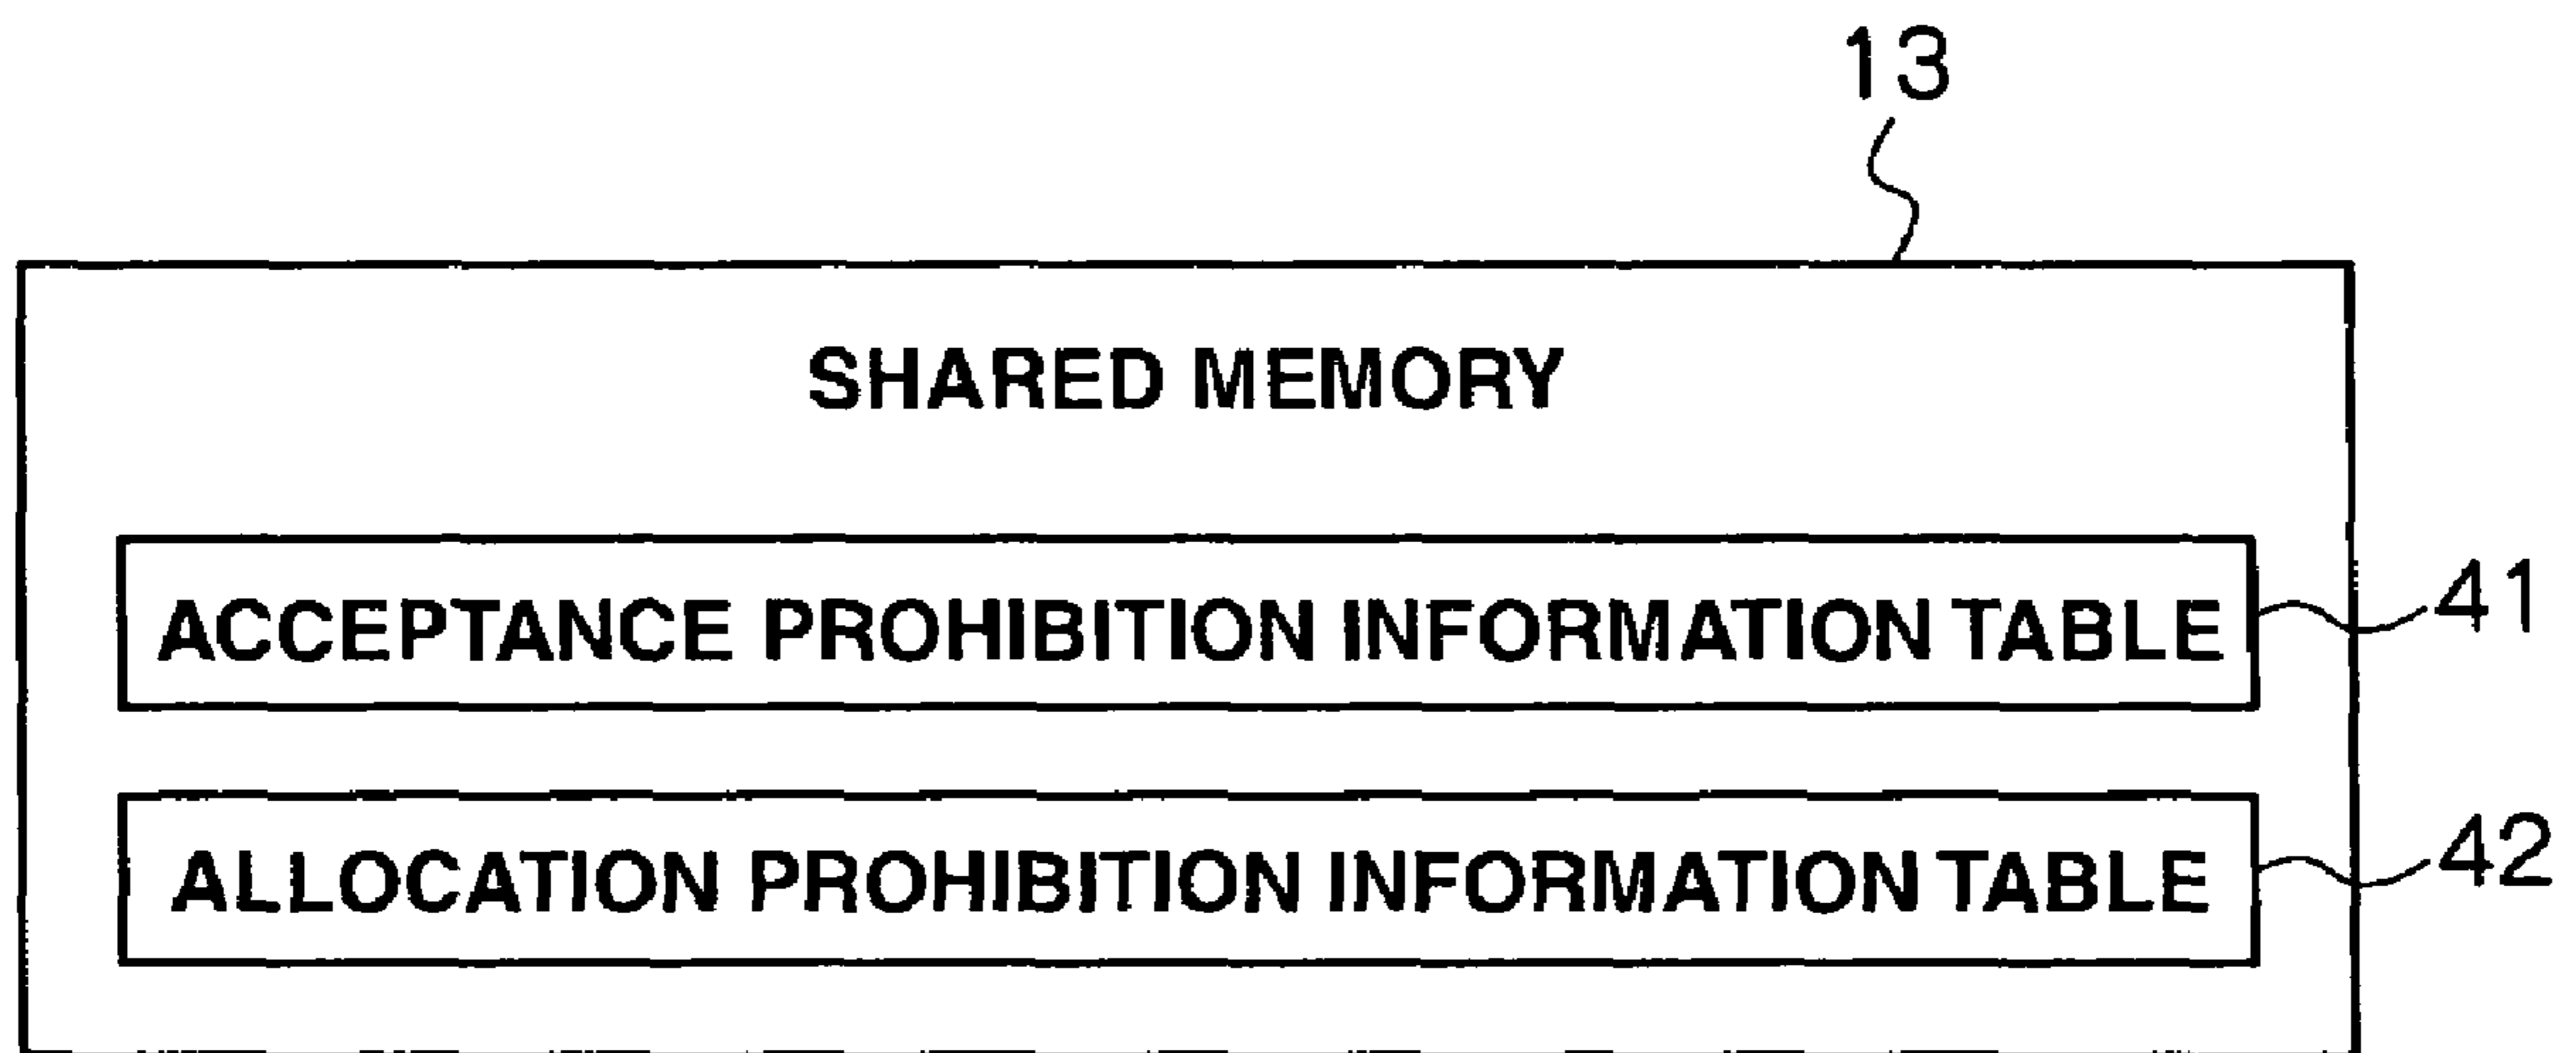 13
SHARED MEMORY
ACCEPTANCE PROHIBITION INFORMATION TABLE 41
ALLOCATION PROHIBITION INFORMATION TABLE 42